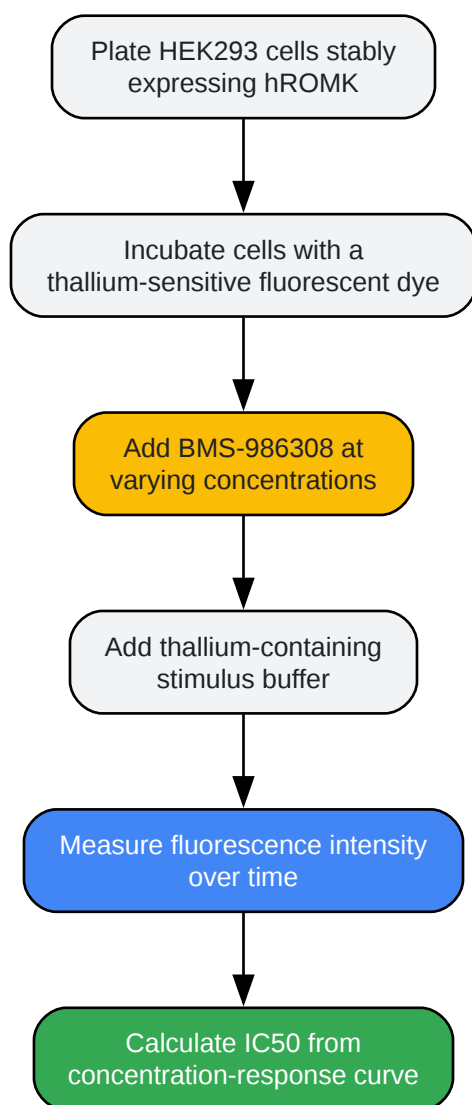 Plate HEK293 cells stably
expressing hROMK
Incubate cells with a
thallium-sensitive fluorescent dye
Add BMS-986308 at
varying concentrations
Add thallium-containing
stimulus buffer
Measure fluorescence intensity
over time
Calculate IC50 from
concentration-response curve